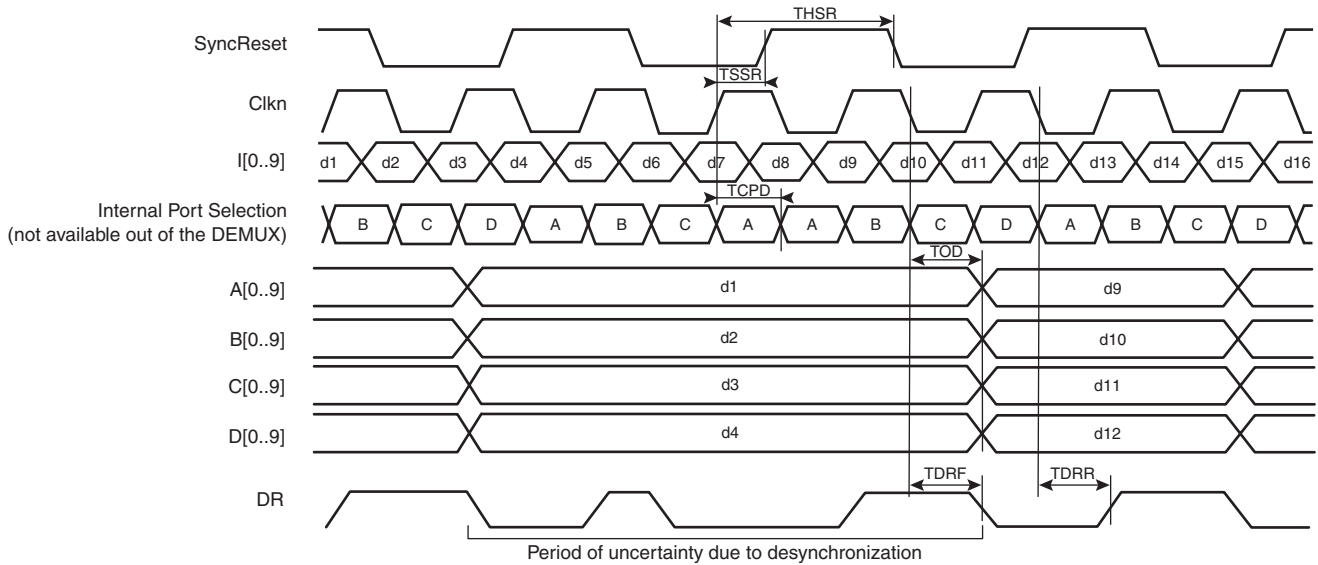 THSR
SyncReset
TSSR
Clkn
I[0..9] d1 d2 d3 d4 d5 d6 d7 d8 d9 d10 d11 d12 d13 d14 d15 d16
TCPD
Internal Port Selection
(not available out of the DEMUX)
B C D A B C A A B C D A B C D
TOD
A[0..9] d1 d9
B[0..9] d2 d10
C[0..9] d3 d11
D[0..9] d4 d12
TDRF TDRR
DR
Period of uncertainty due to desynchronization